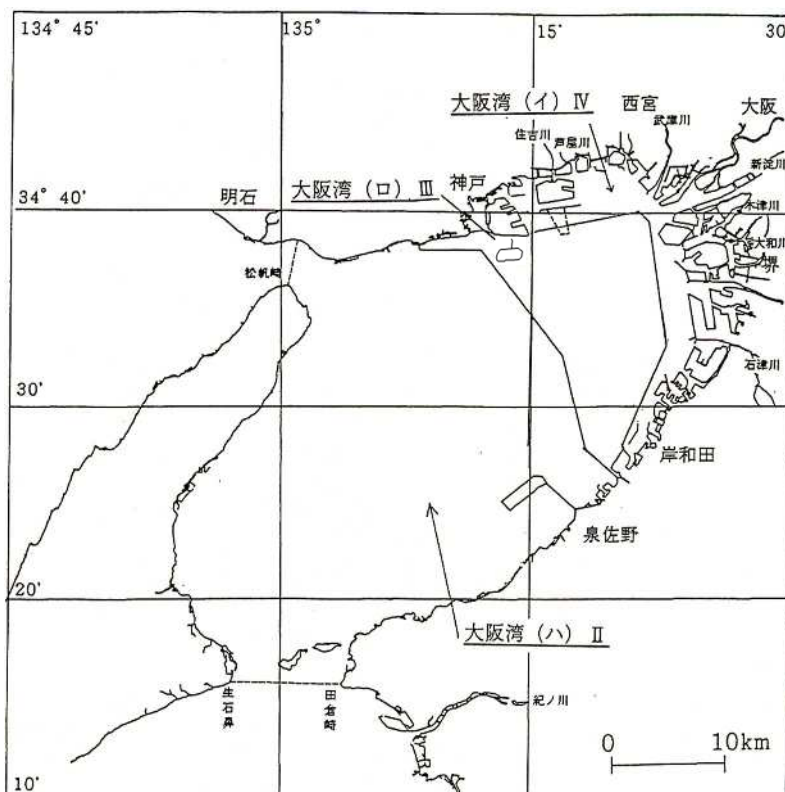 134° 45'
135°
15'
30'
大阪湾（イ）Ⅳ
西宮
武庫川
大阪
住吉川
芦屋川
新淀川
大阪湾（ロ）Ⅲ
神戸
明石
34° 40'
木津川
大和川
堺
松帆崎
石津川
30'
岸和田
泉佐野
20'
大阪湾（ハ）Ⅱ
生石鼻
田倉崎
紀ノ川
0
10km
10'